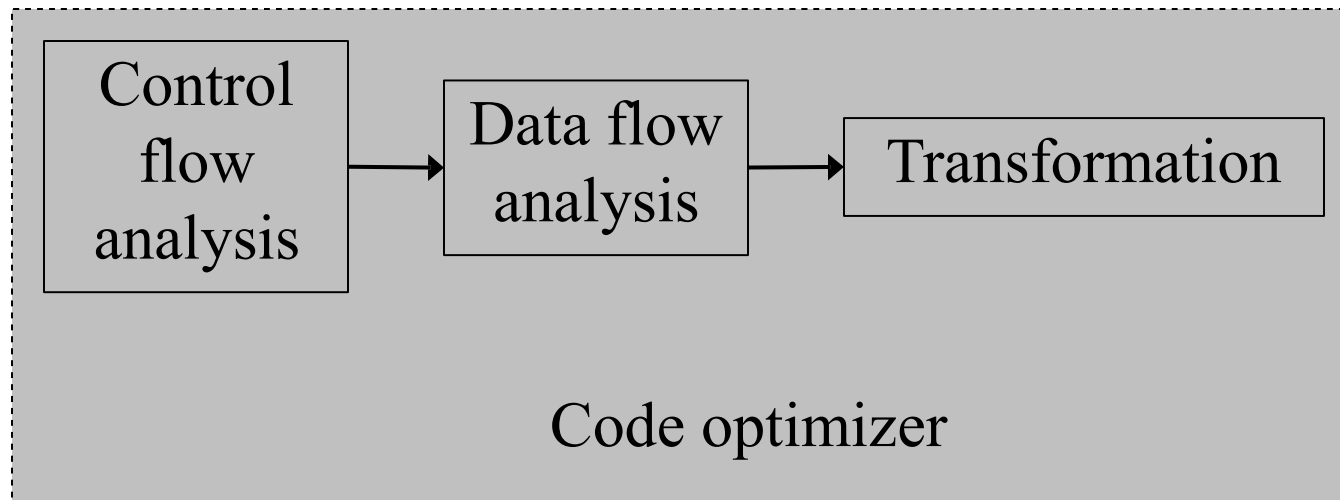 Control
flow
analysis
Data flow
analysis
Transformation
Code optimizer